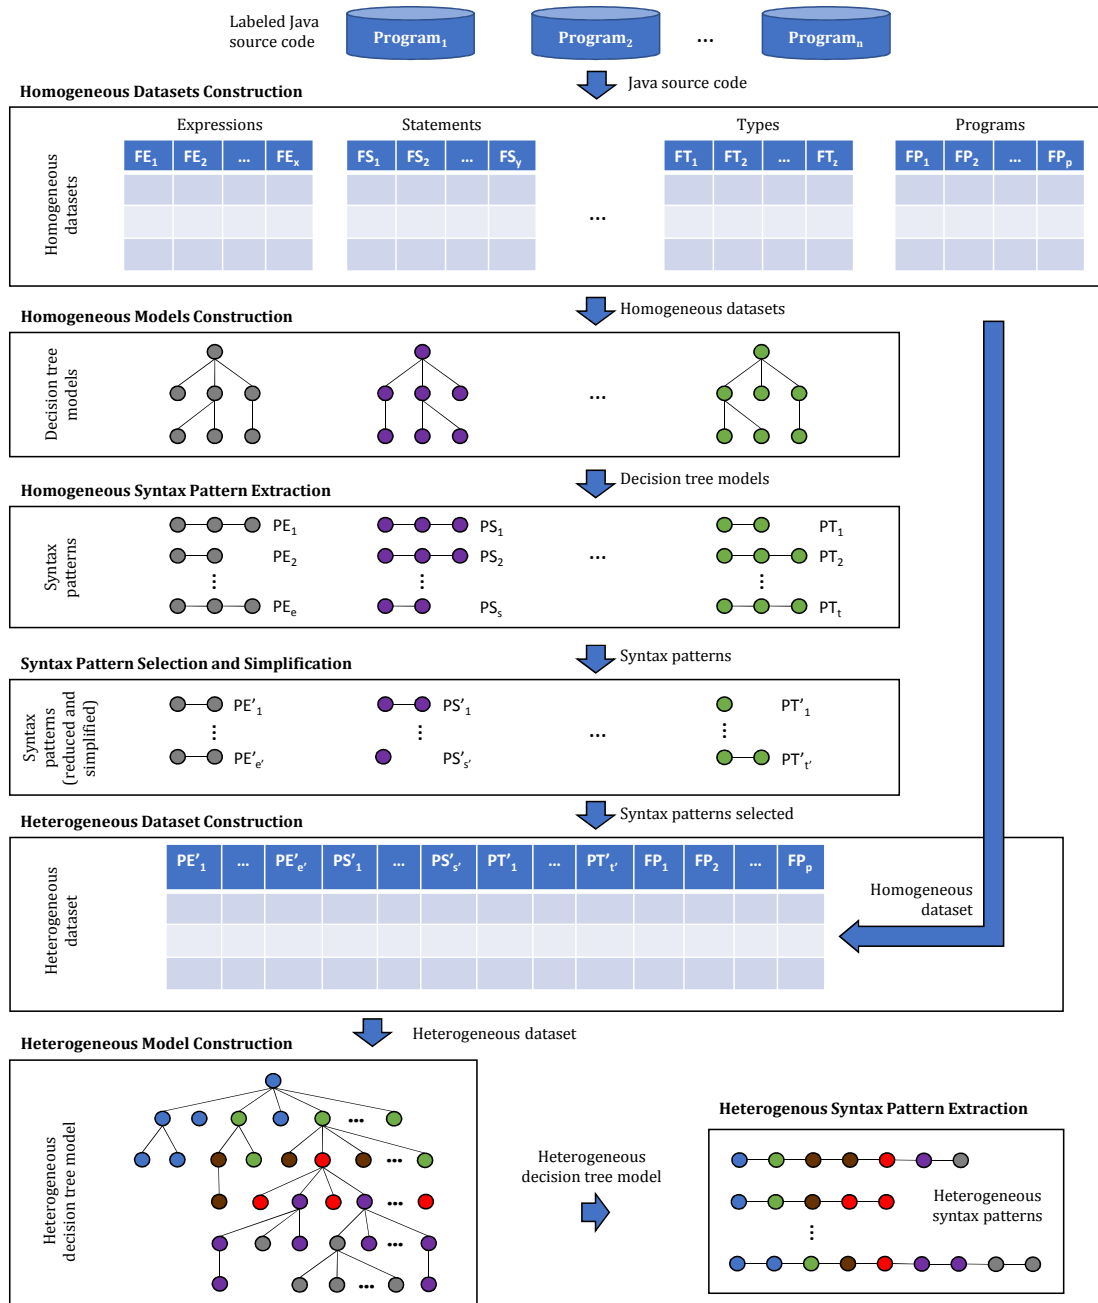 Labeled Java
source code
Program1
Program2
...
Programn
Java source code
Homogeneous Datasets Construction
Homogeneous
datasets
Expressions
Statements
Types
Programs
FE1 FE2 ... FEx
FS1 FS2 ... FSy
...
FT1 FT2 ... FTz
FP1 FP2 ... FPp
Homogeneous datasets
Homogeneous Models Construction
Decision tree
models
...
Decision tree models
Homogeneous Syntax Pattern Extraction
Syntax
patterns
PE1
PS1
PT1
PE2
PS2
...
PT2
PEe
PSs
PTt
Syntax patterns
Syntax Pattern Selection and Simplification
Syntax
patterns
(reduced and
simplified)
PE'1
PS'1
PT'1
...
PE'e'
PS's'
PT't'
Syntax patterns selected
Heterogeneous Dataset Construction
Heterogeneous
dataset
PE'1 ... PE'e' PS'1 ... PS's' PT'1 ... PT't' FP1 FP2 ... FPp
Homogeneous
dataset
Heterogeneous dataset
Heterogeneous Model Construction
Heterogeneous
decision tree model
...
...
...
...
...
Heterogeneous
decision tree model
Heterogenous Syntax Pattern Extraction
Heterogeneous
syntax patterns